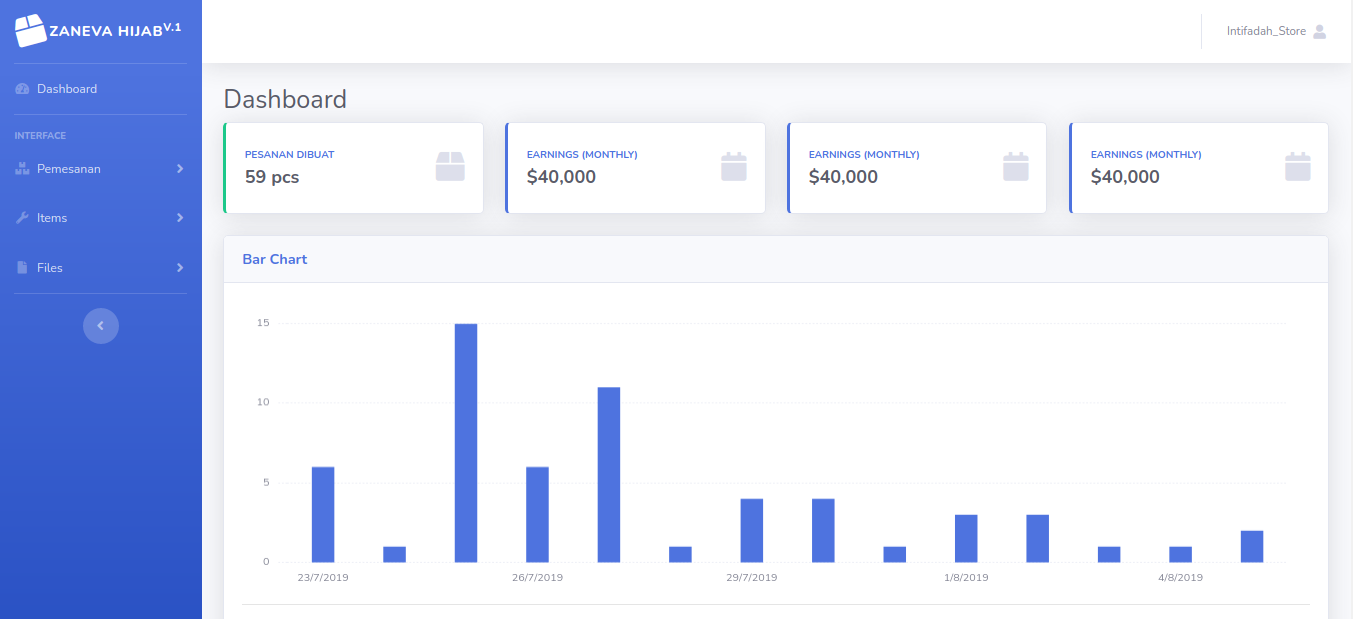 ZANEVA HIJAB V.1
Intifadah_Store
Dashboard
INTERFACE
Pemesanan
Items
Files
Dashboard
PESANAN DIBUAT
59 pcs
EARNINGS (MONTHLY)
$40,000
EARNINGS (MONTHLY)
$40,000
EARNINGS (MONTHLY)
$40,000
Bar Chart
15
10
5
0
23/7/2019 26/7/2019 29/7/2019 1/8/2019 4/8/2019